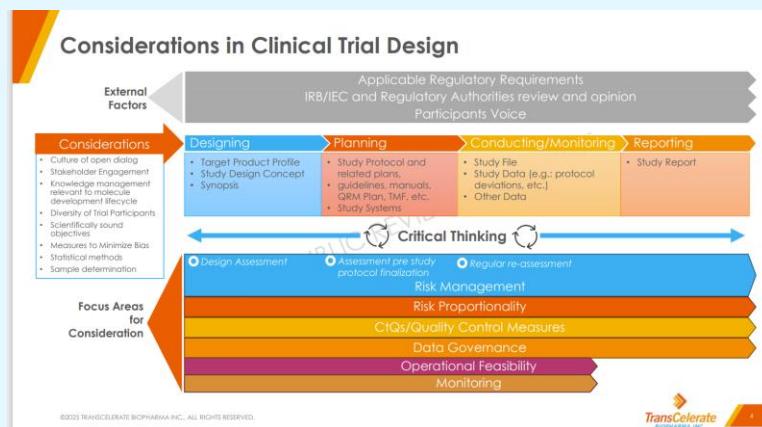 Considerations in Clinical Trial Design
External
Factors
Applicable Regulatory Requirements
IRB/IEC and Regulatory Authorities review and opinion
Participants Voice
Considerations
• Culture of open dialog
• Stakeholder Engagement
• Knowledge management
relevant to molecule
development lifecycle
• Diversity of Trial Participants
• Scientifically sound
objectives
• Measures to Minimize Bias
• Statistical methods
• Sample determination
Designing
• Target Product Profile
• Study Design Concept
• Synopsis
Planning
• Study Protocol and
related plans,
• guidelines, manuals,
QRM Plan, TMF, etc.
• Study Systems
Conducting/Monitoring
• Study File
• Study Data (e.g.: protocol
deviations, etc.)
• Other Data
Reporting
• Study Report
Critical Thinking
Focus Areas
for
Consideration
Design Assessment
Assessment pre study
protocol finalization
Regular re-assessment
Risk Management
Risk Proportionality
CtQs/Quality Control Measures
Data Governance
Operational Feasibility
Monitoring
©2025 TRANSCELERATE BIOPHARMA INC., ALL RIGHTS RESERVED.
TransCelerate
BIOPHARMA INC.
4